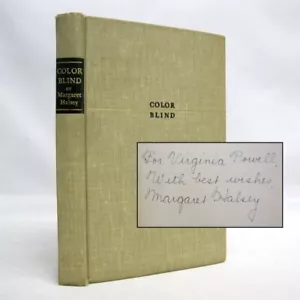 COLOR
BLIND
BY
Margaret
Halsey
COLOR
BLIND
For Virginia Powell,
With best wishes,
Margaret Halsey